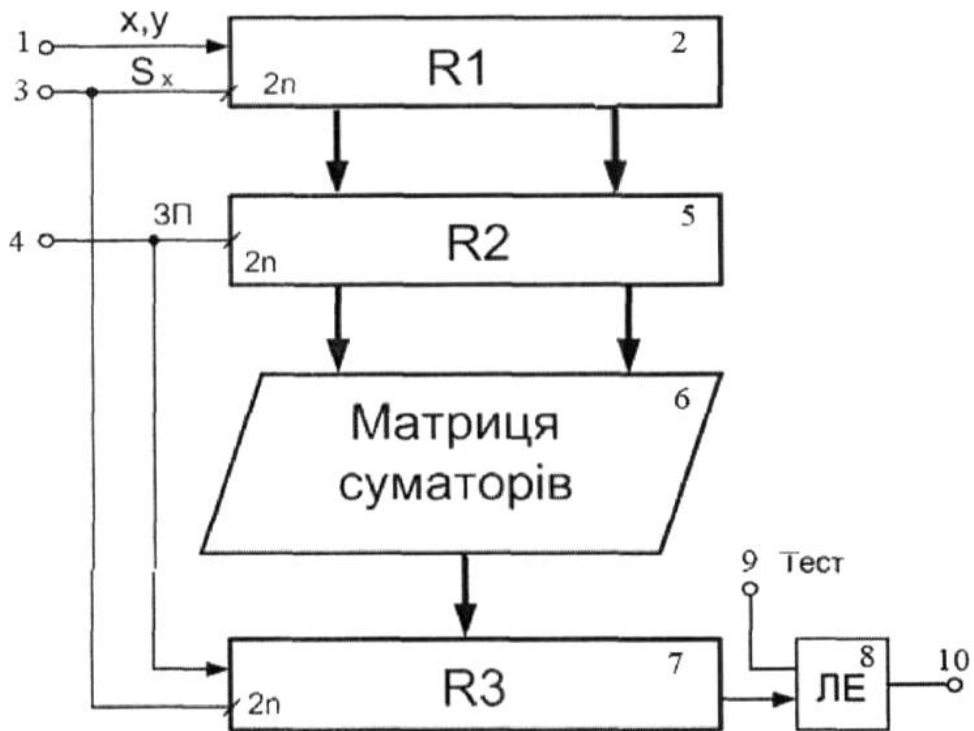 1 x,y 2
R1
3 Sx 2n
ЗП 5
4 R2
2n
6
Матриця
суматорів
9 Тест
7 8 10
R3 ЛЕ
2n